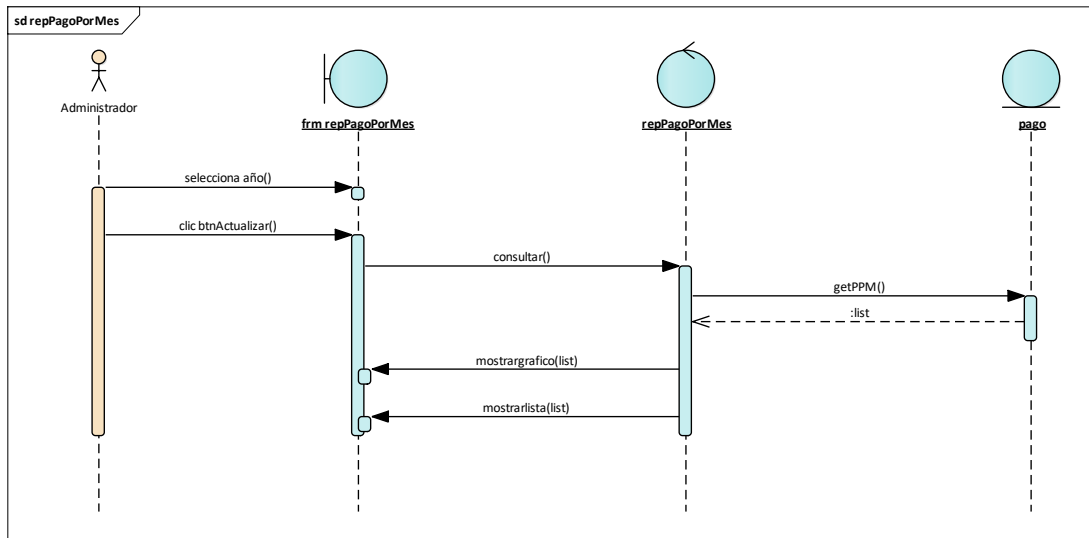 sd repPagoPorMes
Administrador
frm repPagoPorMes
repPagoPorMes
pago
selecciona año()
clic btnActualizar()
consultar()
getPPM()
:list
mostrargrafico(list)
mostrarlista(list)